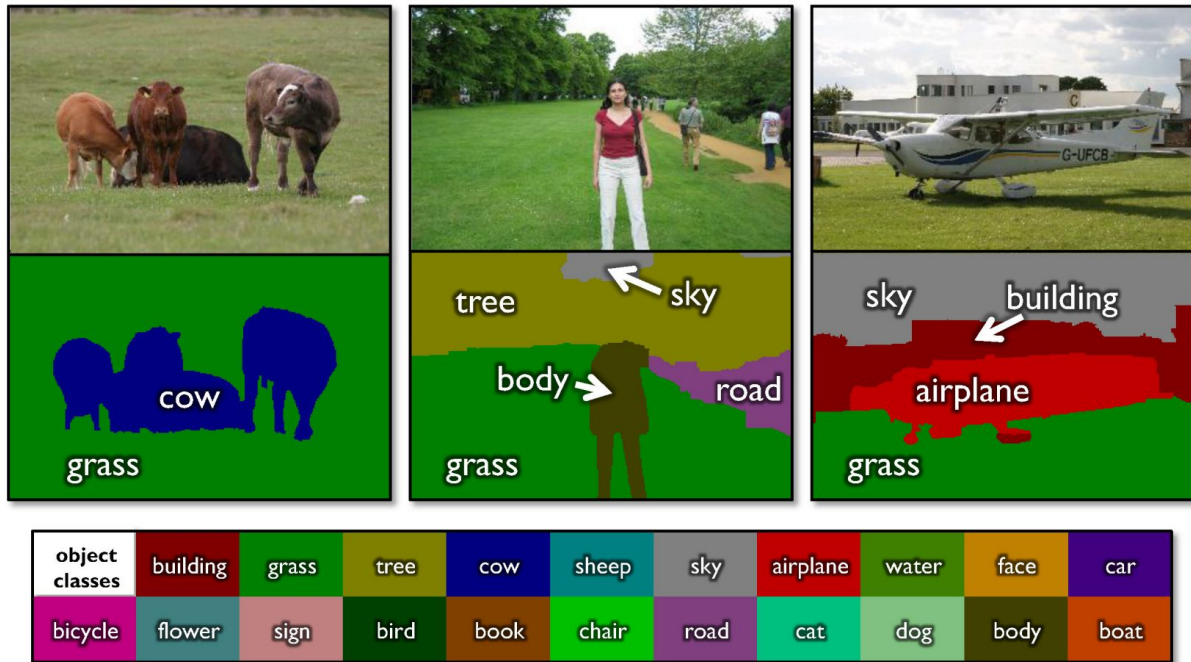 C
G-UFCB
cow
grass
tree
sky
body
road
grass
sky
building
airplane
grass
object classes
building
grass
tree
cow
sheep
sky
airplane
water
face
car
bicycle
flower
sign
bird
book
chair
road
cat
dog
body
boat